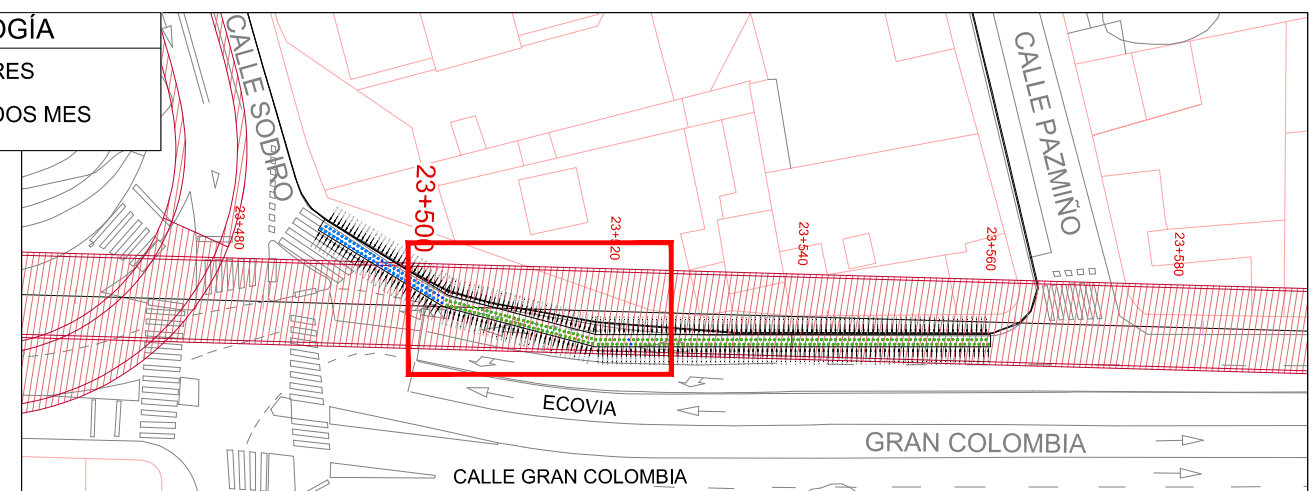 OGÍA
RES
DOS MES
CALLE SODIRO
CALLE PAZMIÑO
23+480
23+500
23+520
23+540
23+560
23+580
ECOVIA
GRAN COLOMBIA
CALLE GRAN COLOMBIA